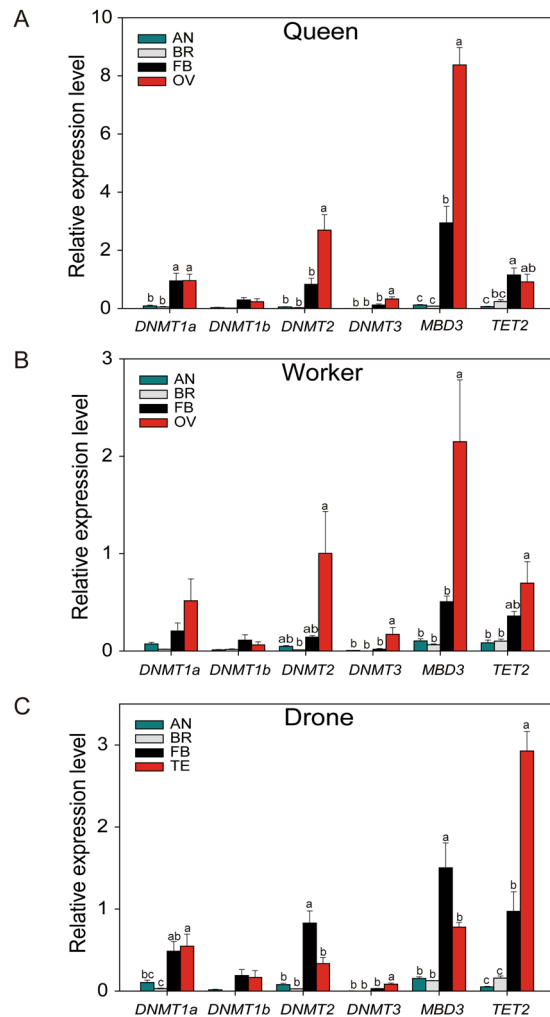 A
Queen
AN
BR
FB
OV
Relative expression level
10
8
6
4
2
0
b b a a
b b b a
b b b a
c c b a
c bc a ab
DNMT1a DNMT1b DNMT2 DNMT3 MBD3 TET2
B
Worker
AN
BR
FB
OV
Relative expression level
3
2
1
0
ab b ab a
b b b a
b b b a
b b ab a
DNMT1a DNMT1b DNMT2 DNMT3 MBD3 TET2
C
Drone
AN
BR
FB
TE
Relative expression level
3
2
1
0
bc c ab a
b b a b
b b b a
b b a b
c c b a
DNMT1a DNMT1b DNMT2 DNMT3 MBD3 TET2